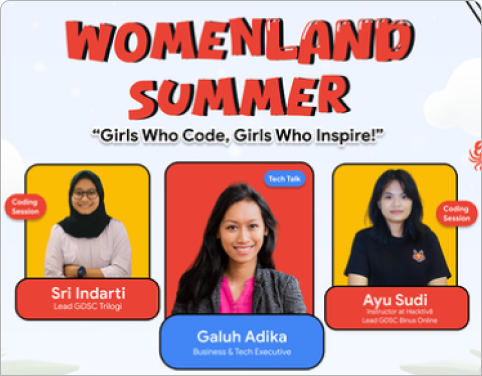 WOMENLAND
SUMMER
“Girls Who Code, Girls Who Inspire!”
Coding
Session
Sri Indarti
Lead GDSC Trilogi
Tech Talk
Galuh Adika
Business & Tech Executive
Coding
Session
Ayu Sudi
Instructor at Hacktiv8
Lead GDSC Binus Online